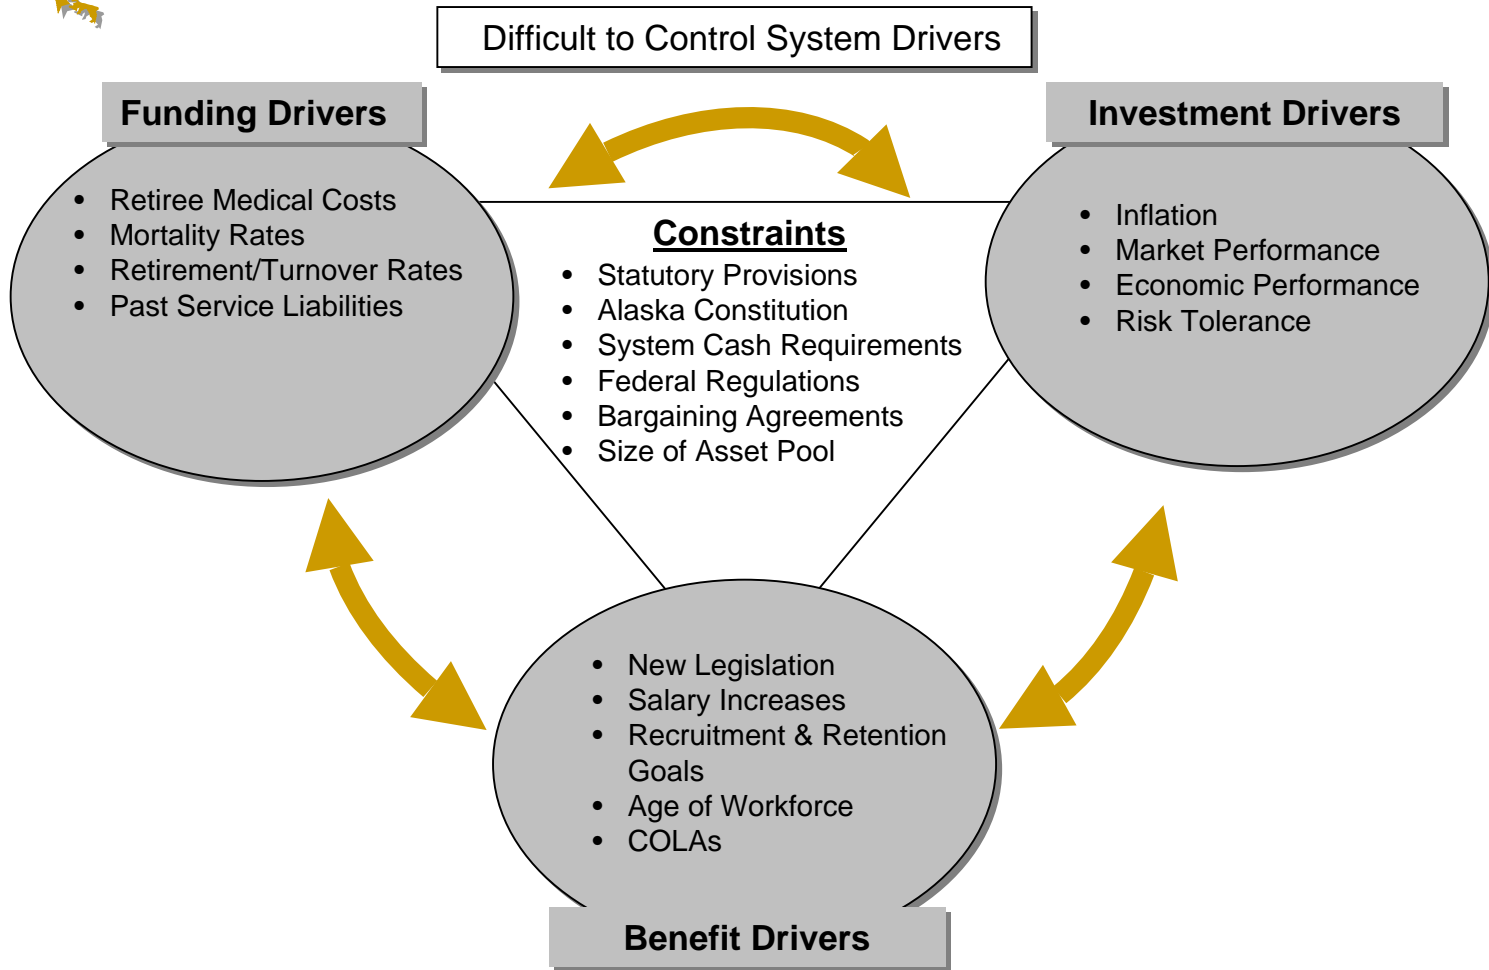 Difficult to Control System Drivers
Funding Drivers
• Retiree Medical Costs
• Mortality Rates
• Retirement/Turnover Rates
• Past Service Liabilities
Constraints
• Statutory Provisions
• Alaska Constitution
• System Cash Requirements
• Federal Regulations
• Bargaining Agreements
• Size of Asset Pool
Investment Drivers
• Inflation
• Market Performance
• Economic Performance
• Risk Tolerance
• New Legislation
• Salary Increases
• Recruitment & Retention
Goals
• Age of Workforce
• COLAs
Benefit Drivers